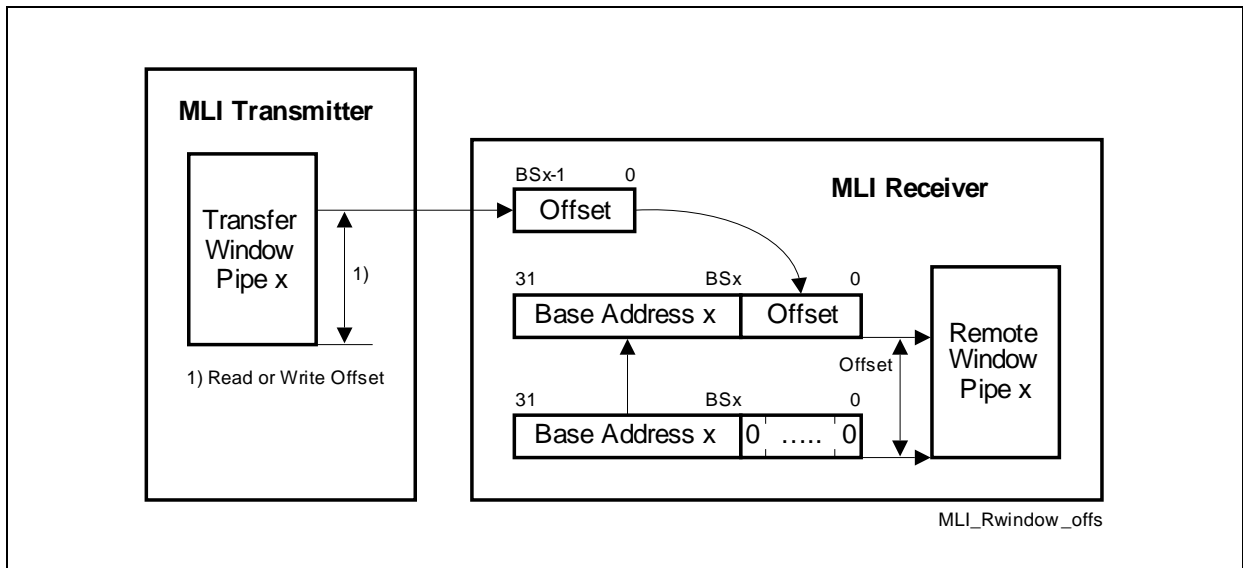 MLI Transmitter
Transfer
Window
Pipe x
1)
1) Read or Write Offset
MLI Receiver
BSx-1 0
Offset
31 BSx 0
Base Address x Offset
Offset
31 BSx 0
Base Address x 0 ..... 0
Remote
Window
Pipe x
MLI_Rwindow_offs